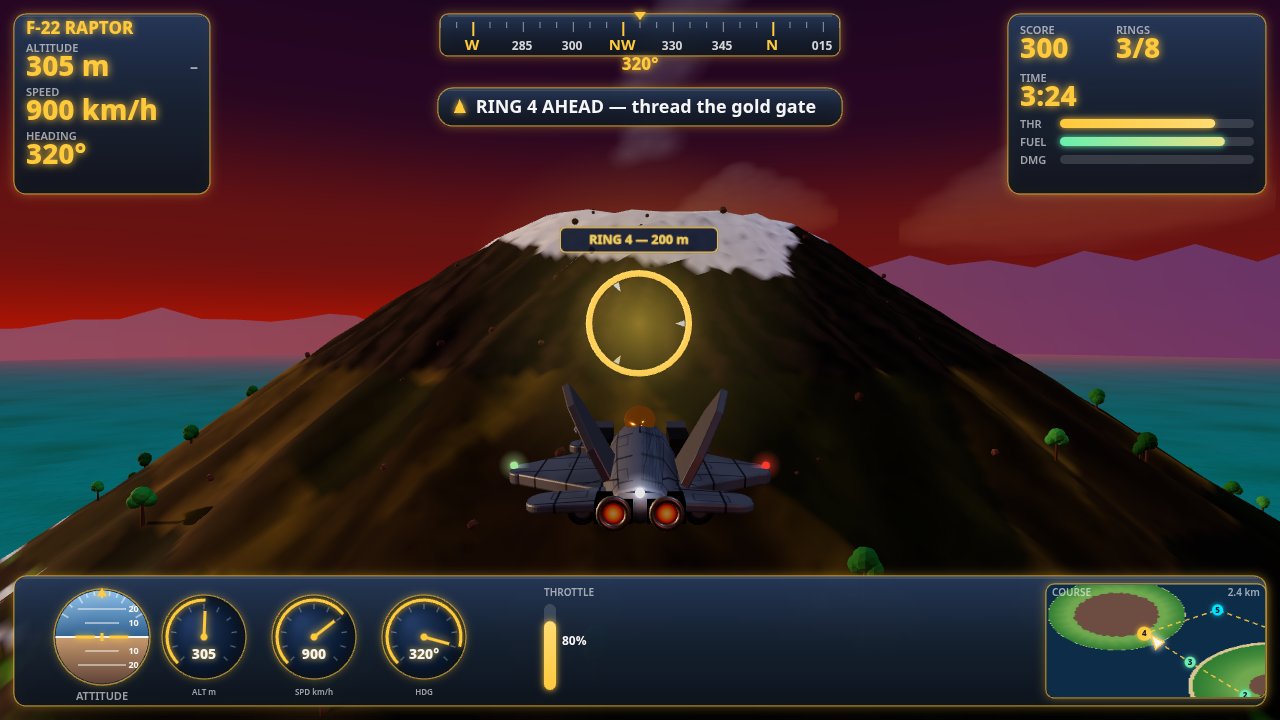 F-22 RAPTOR
ALTITUDE
305 m
–
SPEED
900 km/h
HEADING
320°
W 285 300 NW 330 345 N 015
320°
▲ RING 4 AHEAD — thread the gold gate
SCORE RINGS
300 3/8
TIME
3:24
THR
FUEL
DMG
RING 4 — 200 m
20
10
10
20
ATTITUDE
305
ALT m
900
SPD km/h
320°
HDG
THROTTLE
80%
COURSE 2.4 km
5
4
3
2